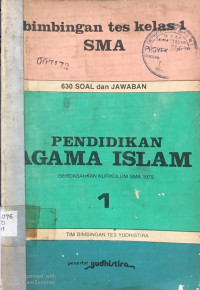 bimbingan tes kelas 1
SMA
630 SOAL dan JAWABAN
PENDIDIKAN
AGAMA ISLAM
BERDASARKAN KURIKULUM SMA 1975
1
TIM BIMBINGAN TES YUDHISTIRA
penerbit yudhistira